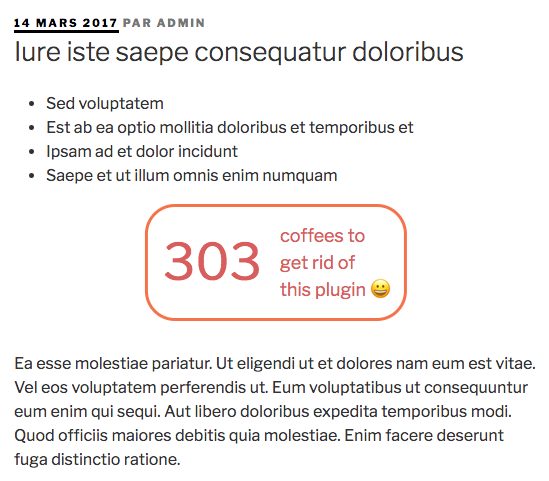 14 MARS 2017 PAR ADMIN
Iure iste saepe consequatur doloribus
• Sed voluptatem
• Est ab ea optio mollitia doloribus et temporibus et
• Ipsam ad et dolor incidunt
• Saepe et ut illum omnis enim numquam
303
coffees to
get rid of
this plugin 😀
Ea esse molestiae pariatur. Ut eligendi ut et dolores nam eum est vitae.
Vel eos voluptatem perferendis ut. Eum voluptatibus ut consequuntur
eum enim qui sequi. Aut libero doloribus expedita temporibus modi.
Quod officiis maiores debitis quia molestiae. Enim facere deserunt
fuga distinctio ratione.